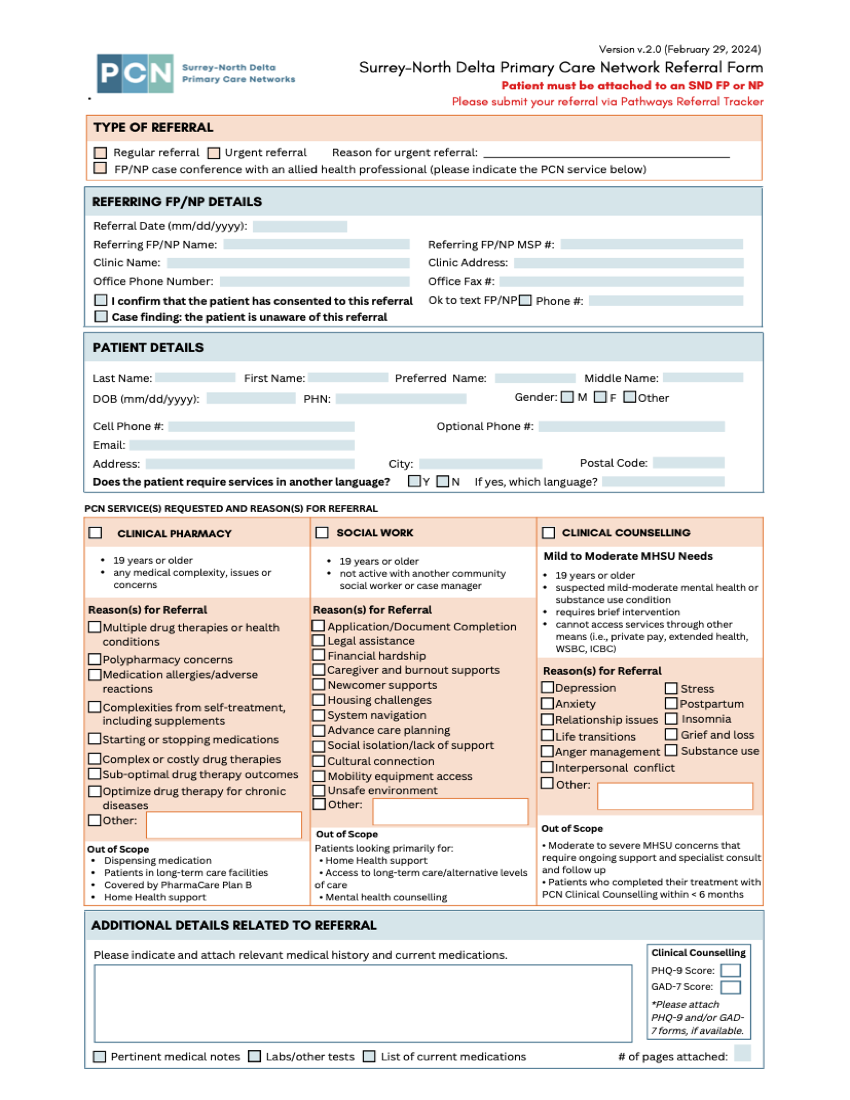 Version v.2.0 (February 29, 2024)
PCN Surrey-North Delta
Primary Care Networks
Surrey-North Delta Primary Care Network Referral Form
Patient must be attached to an SND FP or NP
Please submit your referral via Pathways Referral Tracker
TYPE OF REFERRAL
Regular referral Urgent referral Reason for urgent referral:
FP/NP case conference with an allied health professional (please indicate the PCN service below)
REFERRING FP/NP DETAILS
Referral Date (mm/dd/yyyy):
Referring FP/NP Name: Referring FP/NP MSP #:
Clinic Name: Clinic Address:
Office Phone Number: Office Fax #:
I confirm that the patient has consented to this referral Ok to text FP/NP Phone #:
Case finding: the patient is unaware of this referral
PATIENT DETAILS
Last Name: First Name: Preferred Name: Middle Name:
DOB (mm/dd/yyyy): PHN: Gender: M F Other
Cell Phone #: Optional Phone #:
Email:
Address: City: Postal Code:
Does the patient require services in another language? Y N If yes, which language?
PCN SERVICE(S) REQUESTED AND REASON(S) FOR REFERRAL
CLINICAL PHARMACY
• 19 years or older
• any medical complexity, issues or
concerns
Reason(s) for Referral
Multiple drug therapies or health
conditions
Polypharmacy concerns
Medication allergies/adverse
reactions
Complexities from self-treatment,
including supplements
Starting or stopping medications
Complex or costly drug therapies
Sub-optimal drug therapy outcomes
Optimize drug therapy for chronic
diseases
Other:
Out of Scope
• Dispensing medication
• Patients in long-term care facilities
• Covered by PharmaCare Plan B
• Home Health support
SOCIAL WORK
• 19 years or older
• not active with another community
social worker or case manager
Reason(s) for Referral
Application/Document Completion
Legal assistance
Financial hardship
Caregiver and burnout supports
Newcomer supports
Housing challenges
System navigation
Advance care planning
Social isolation/lack of support
Cultural connection
Mobility equipment access
Unsafe environment
Other:
Out of Scope
Patients looking primarily for:
• Home Health support
• Access to long-term care/alternative levels
of care
• Mental health counselling
CLINICAL COUNSELLING
Mild to Moderate MHSU Needs
• 19 years or older
• suspected mild-moderate mental health or
substance use condition
• requires brief intervention
• cannot access services through other
means (i.e., private pay, extended health,
WSBC, ICBC)
Reason(s) for Referral
Depression Stress
Anxiety Postpartum
Relationship issues Insomnia
Life transitions Grief and loss
Anger management Substance use
Interpersonal conflict
Other:
Out of Scope
• Moderate to severe MHSU concerns that
require ongoing support and specialist consult
and follow up
• Patients who completed their treatment with
PCN Clinical Counselling within < 6 months
ADDITIONAL DETAILS RELATED TO REFERRAL
Please indicate and attach relevant medical history and current medications.
Clinical Counselling
PHQ-9 Score:
GAD-7 Score:
*Please attach
PHQ-9 and/or GAD-
7 forms, if available.
Pertinent medical notes Labs/other tests List of current medications # of pages attached: